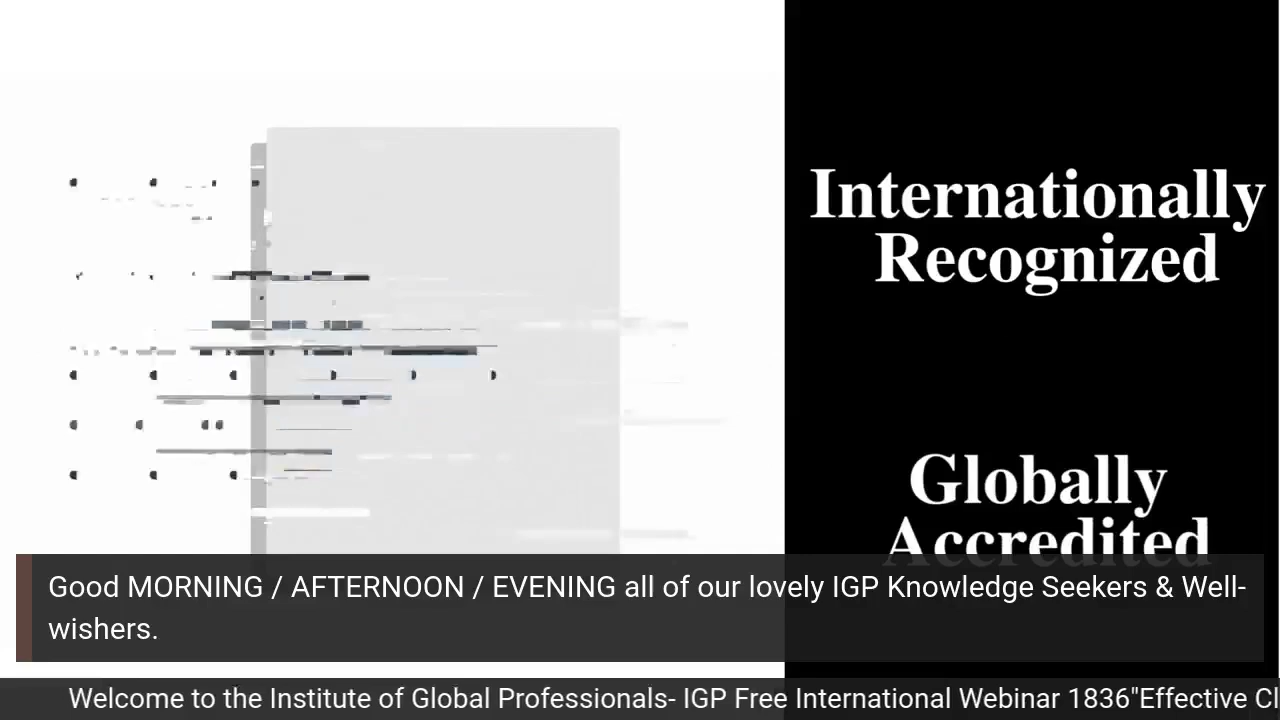 Internationally
Recognized
Globally
Accredited
Good MORNING / AFTERNOON / EVENING all of our lovely IGP Knowledge Seekers & Well-
wishers.
Welcome to the Institute of Global Professionals- IGP Free International Webinar 1836"Effective Cl